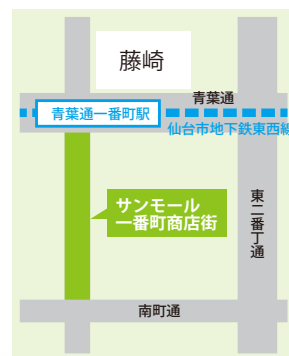 藤崎
青葉通
青葉通一番町駅
仙台市地下鉄東西線
サンモール
一番町商店街
東二番丁通
南町通